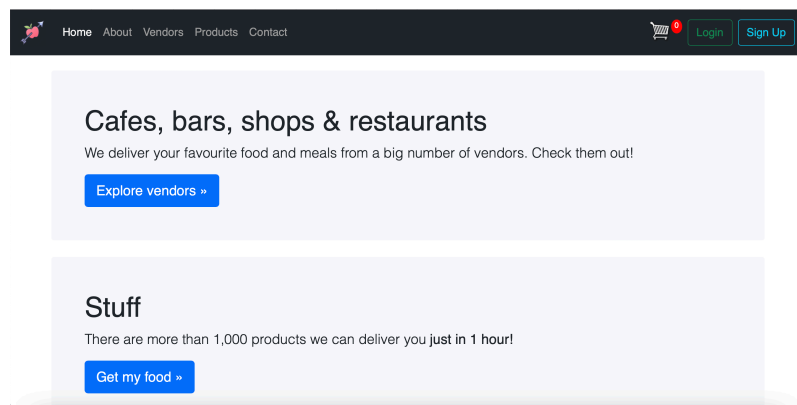 Home About Vendors Products Contact 0 Login Sign Up
Cafes, bars, shops & restaurants
We deliver your favourite food and meals from a big number of vendors. Check them out!
Explore vendors »
Stuff
There are more than 1,000 products we can deliver you just in 1 hour!
Get my food »